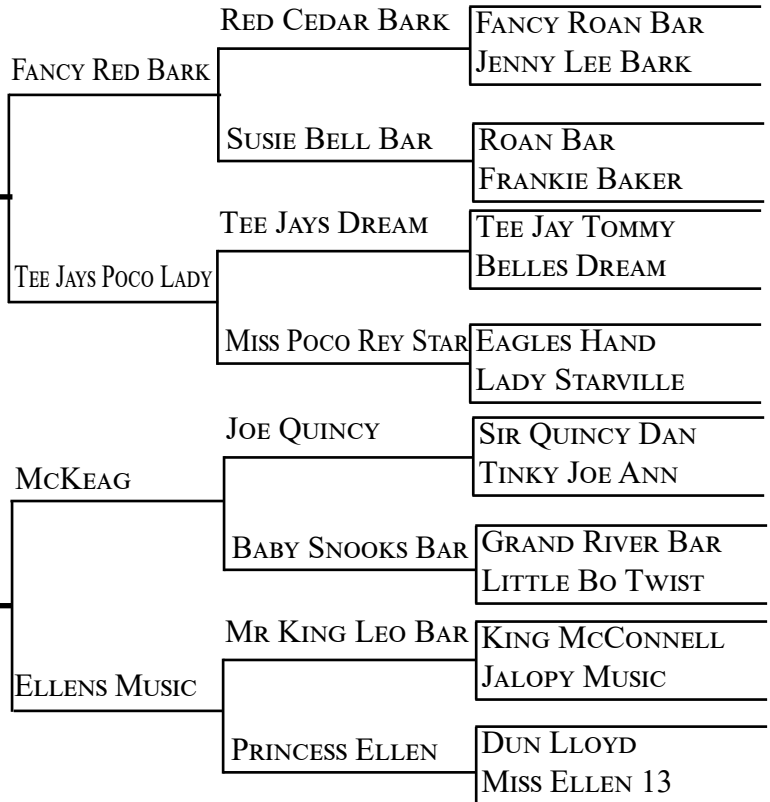 Red Cedar Bark
Fancy Roan Bar
Jenny Lee Bark
Fancy Red Bark
Susie Bell Bar
Roan Bar
Frankie Baker
Tee Jays Dream
Tee Jay Tommy
Belles Dream
Tee Jays Poco Lady
Miss Poco Rey Star
Eagles Hand
Lady Starville
Joe Quincy
Sir Quincy Dan
Tinky Joe Ann
McKeag
Baby Snooks Bar
Grand River Bar
Little Bo Twist
Mr King Leo Bar
King McConnell
Jalopy Music
Ellens Music
Princess Ellen
Dun Lloyd
Miss Ellen 13